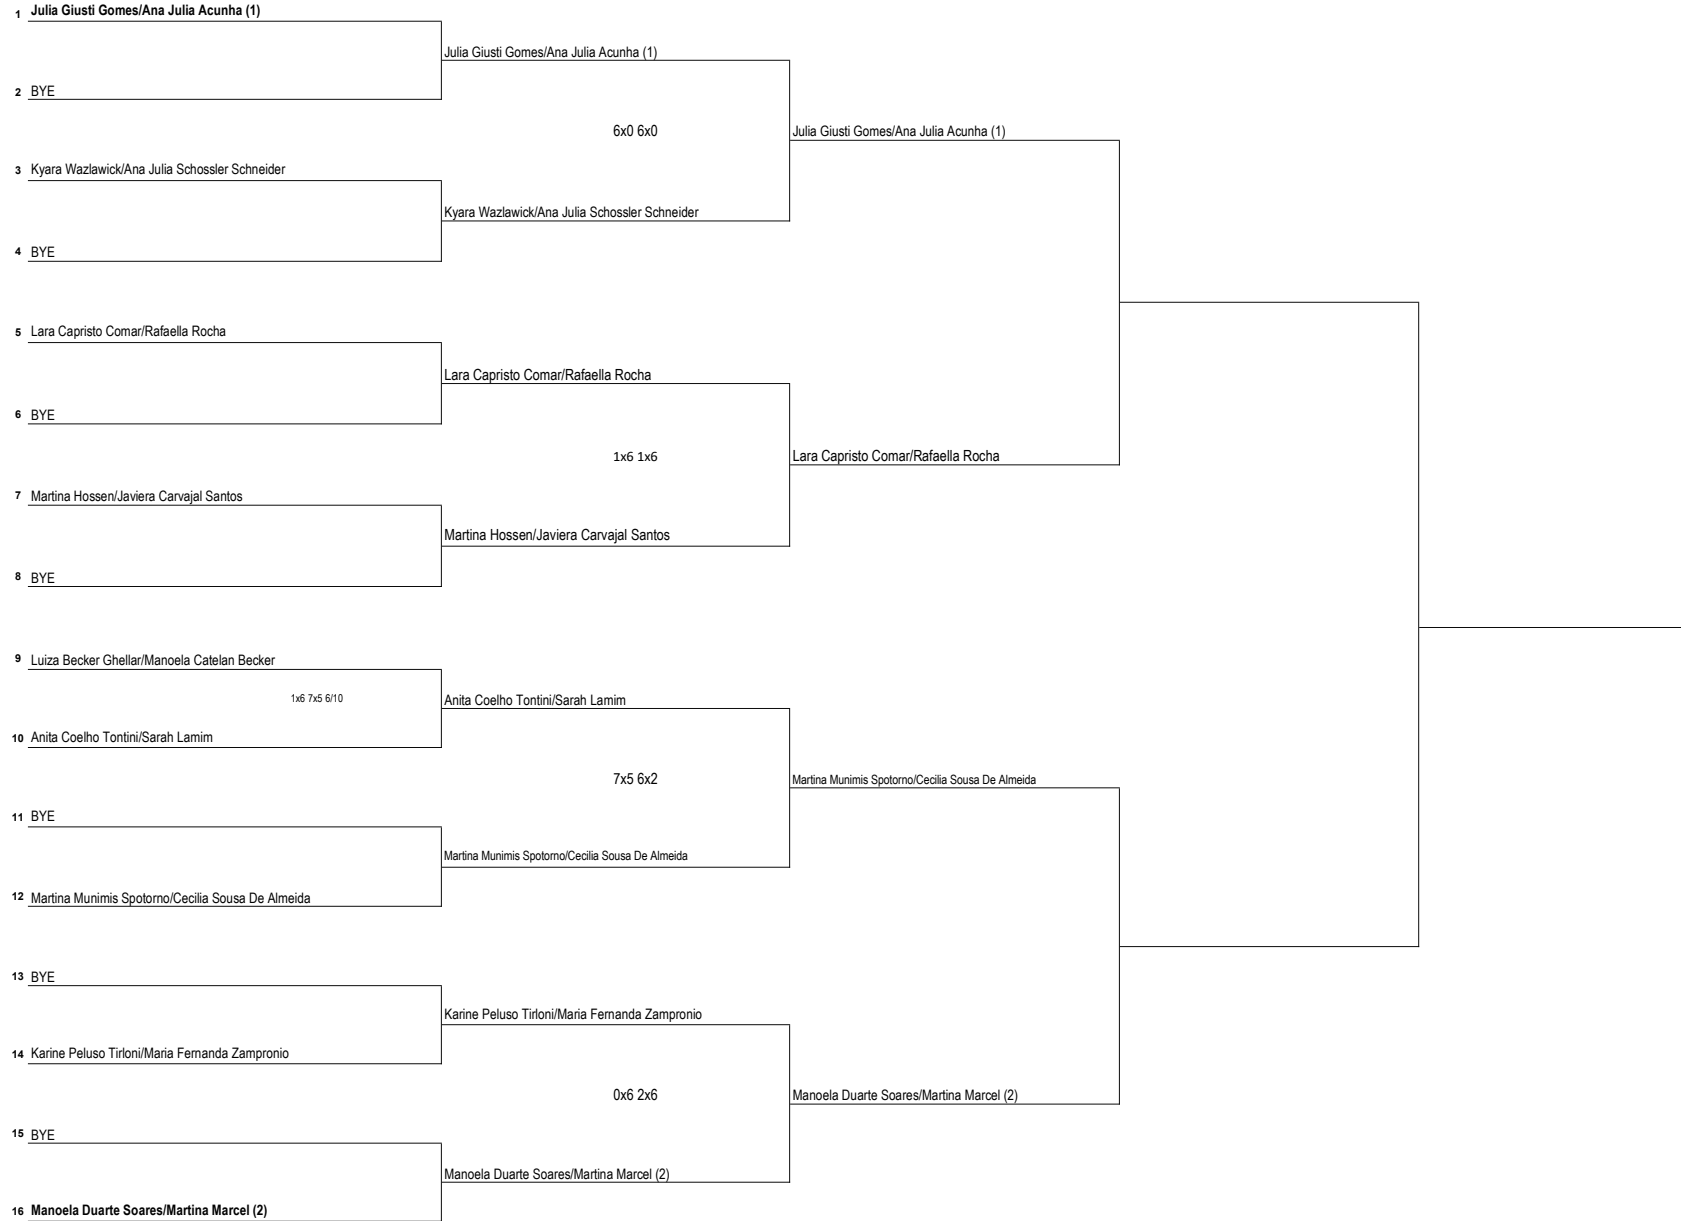 1 Julia Giusti Gomes/Ana Julia Acunha (1)
Julia Giusti Gomes/Ana Julia Acunha (1)
2 BYE
6x0 6x0
Julia Giusti Gomes/Ana Julia Acunha (1)
3 Kyara Wazlawick/Ana Julia Schossler Schneider
Kyara Wazlawick/Ana Julia Schossler Schneider
4 BYE
5 Lara Capristo Comar/Rafaella Rocha
Lara Capristo Comar/Rafaella Rocha
6 BYE
1x6 1x6
Lara Capristo Comar/Rafaella Rocha
7 Martina Hossen/Javiera Carvajal Santos
Martina Hossen/Javiera Carvajal Santos
8 BYE
9 Luiza Becker Ghellar/Manoela Catelan Becker
1x6 7x5 6/10
Anita Coelho Tontini/Sarah Lamim
10 Anita Coelho Tontini/Sarah Lamim
7x5 6x2
Martina Munimis Spotorno/Cecilia Sousa De Almeida
11 BYE
Martina Munimis Spotorno/Cecilia Sousa De Almeida
12 Martina Munimis Spotorno/Cecilia Sousa De Almeida
13 BYE
Karine Peluso Tirloni/Maria Fernanda Zampronio
14 Karine Peluso Tirloni/Maria Fernanda Zampronio
0x6 2x6
Manoela Duarte Soares/Martina Marcel (2)
15 BYE
Manoela Duarte Soares/Martina Marcel (2)
16 Manoela Duarte Soares/Martina Marcel (2)